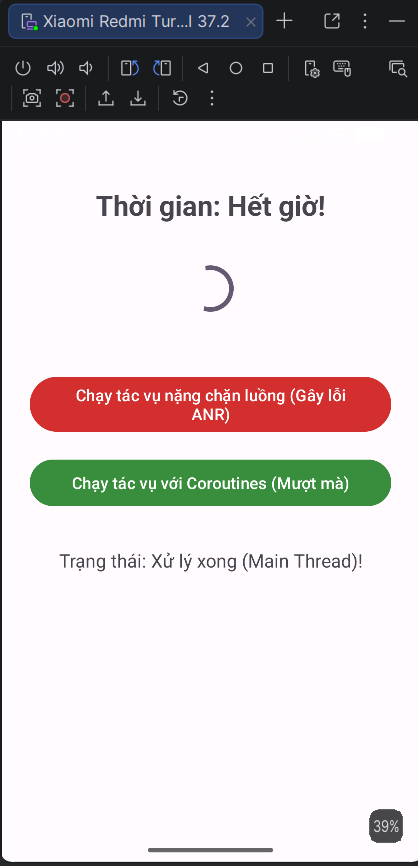 Xiaomi Redmi Tur...l 37.2
Thời gian: Hết giờ!
Chạy tác vụ nặng chặn luồng (Gây lỗi
ANR)
Chạy tác vụ với Coroutines (Mượt mà)
Trạng thái: Xử lý xong (Main Thread)!
39%